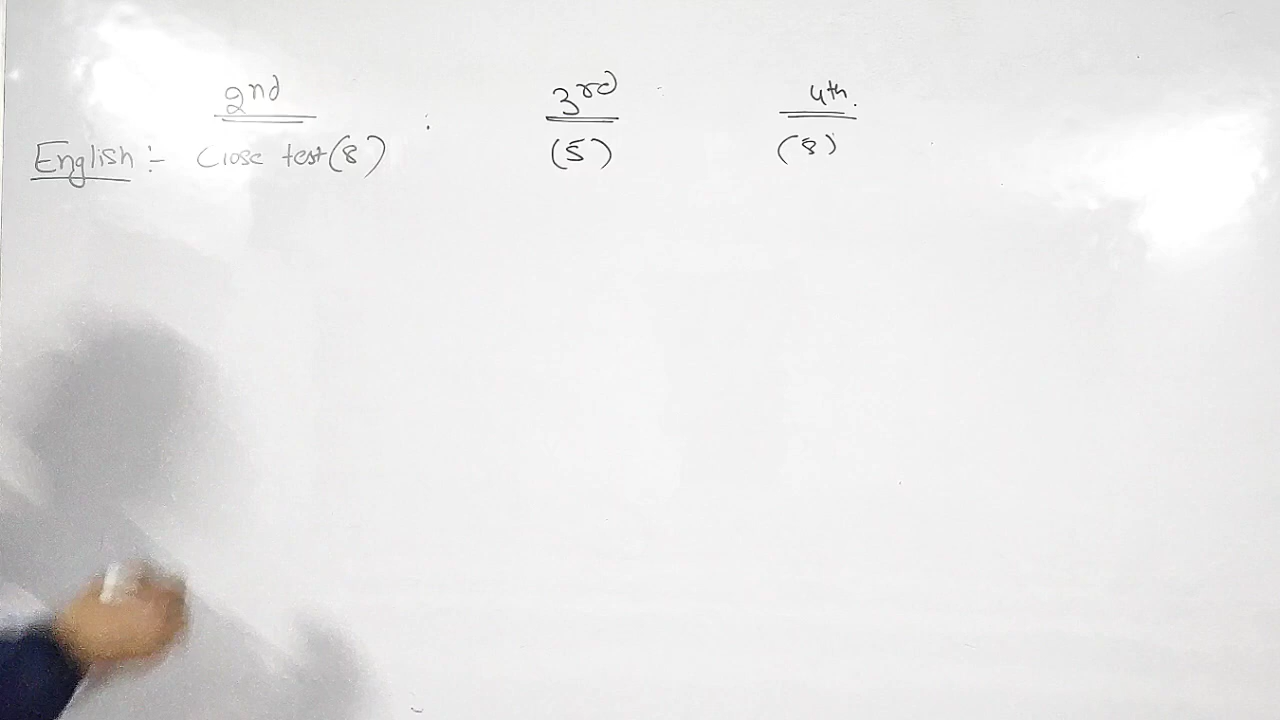 2nd 3rd 4th.
English :- Close test (8) (5) (8)